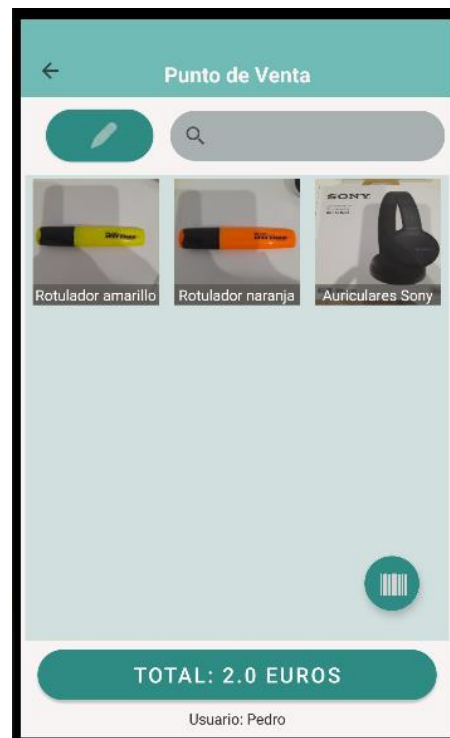 Punto de Venta
SONY
Rotulador amarillo
Rotulador naranja
Auriculares Sony
TOTAL: 2.0 EUROS
Usuario: Pedro